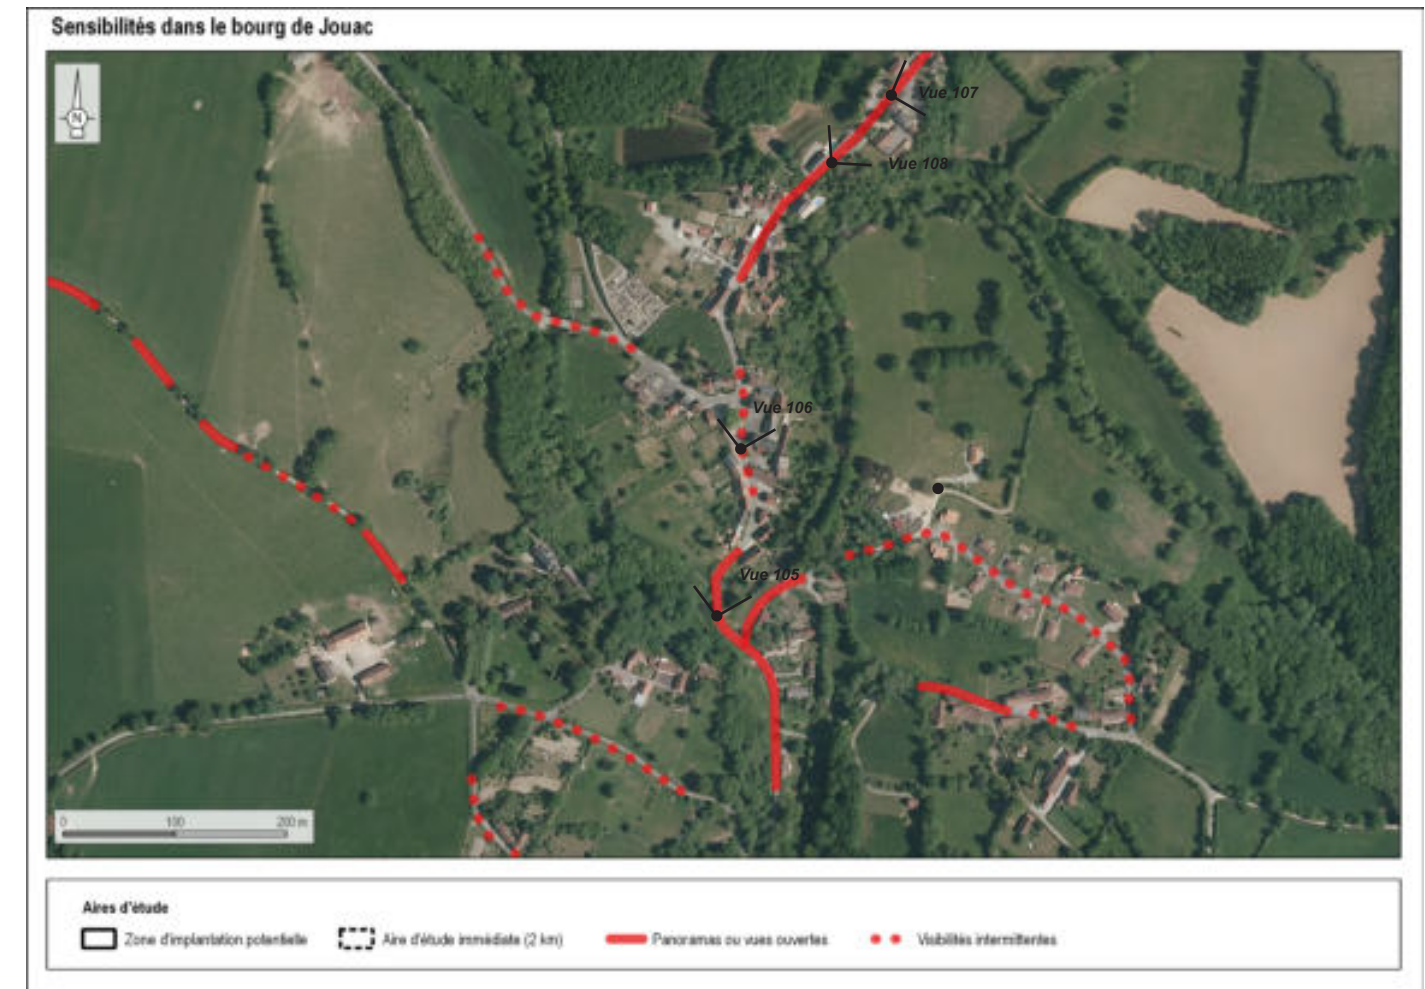 Sensibilités dans le bourg de Jouac
N
Vue 107
Vue 108
Vue 106
Vue 105
0 100 200 m
Aires d'étude
Zone d'implantation potentielle
Aire d'étude immédiate (2 km)
Panoramas ou vues ouvertes
Visibilités intermittentes